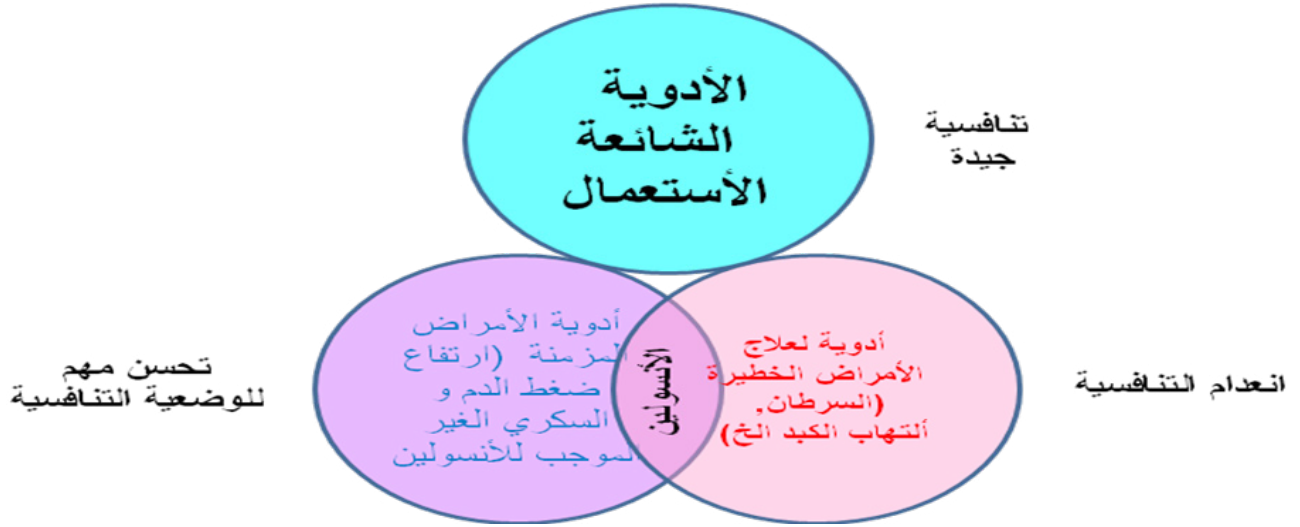 الأدوية
الشائعة
الأستعمال
تنافسية
جيدة
أدوية لعلاج
الأمراض الخطيرة
(السرطان,
ألتهاب الكبد الخ)
انعدام التنافسية
الأنسولين
أدوية الأمراض
المزمنة (ارتفاع
ضغط الدم و
السكري الغير
الموجب للأنسولين
تحسن مهم
للوضعية التنافسية